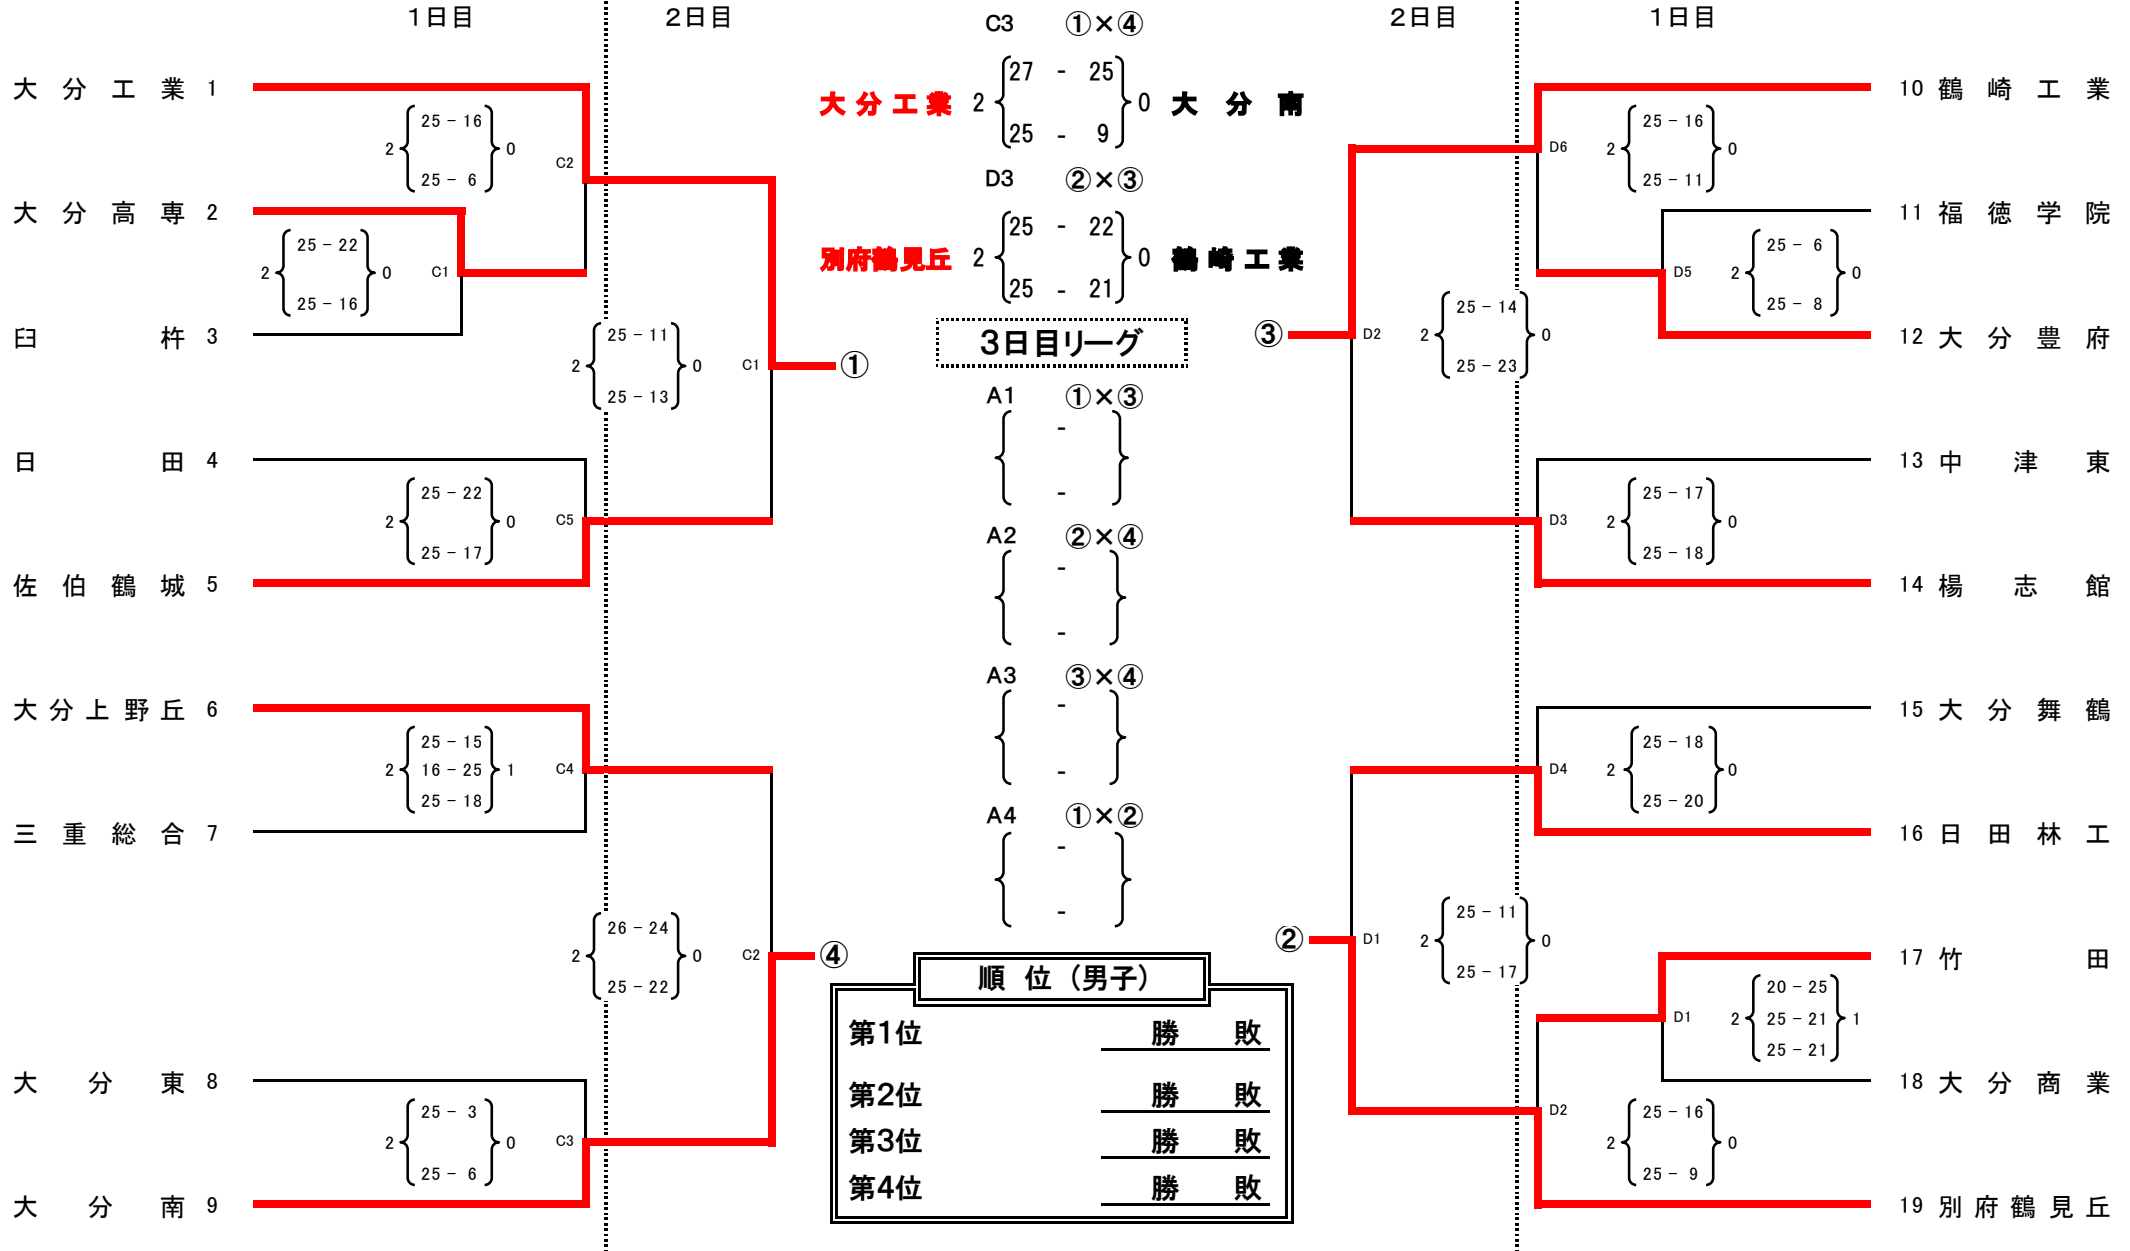 1日目
2日目
C3 ①×④
2日目
1日目
大分工業 1
25 - 16
2 0
25 - 6
C2
大分高専 2
25 - 22
2 0
25 - 16
C1
臼杵 3
25 - 11
2 0
25 - 13
C1
①
日田 4
25 - 22
2 0
25 - 17
C5
佐伯鶴城 5
大分上野丘 6
25 - 15
2 16 - 25 1
25 - 18
C4
三重総合 7
26 - 24
2 0
25 - 22
C2
④
大分東 8
25 - 3
2 0
25 - 6
C3
大分南 9
27 - 25
大分工業 2 0 大分南
25 - 9
D3 ②×③
25 - 22
別府鶴見丘 2 0 鶴崎工業
25 - 21
3日目リーグ
A1 ①×③
-
-
A2 ②×④
-
-
A3 ③×④
-
-
A4 ①×②
-
-
順位（男子）
第1位 勝 敗
第2位 勝 敗
第3位 勝 敗
第4位 勝 敗
10 鶴崎工業
25 - 16
D6 2 0
25 - 11
11 福徳学院
25 - 6
D5 2 0
25 - 8
12 大分豊府
25 - 14
③ D2 2 0
25 - 23
13 中津東
25 - 17
D3 2 0
25 - 18
14 楊志館
15 大分舞鶴
25 - 18
D4 2 0
25 - 20
16 日田林工
25 - 11
② D1 2 0
25 - 17
17 竹田
20 - 25
D1 2 25 - 21 1
25 - 21
18 大分商業
25 - 16
D2 2 0
25 - 9
19 別府鶴見丘